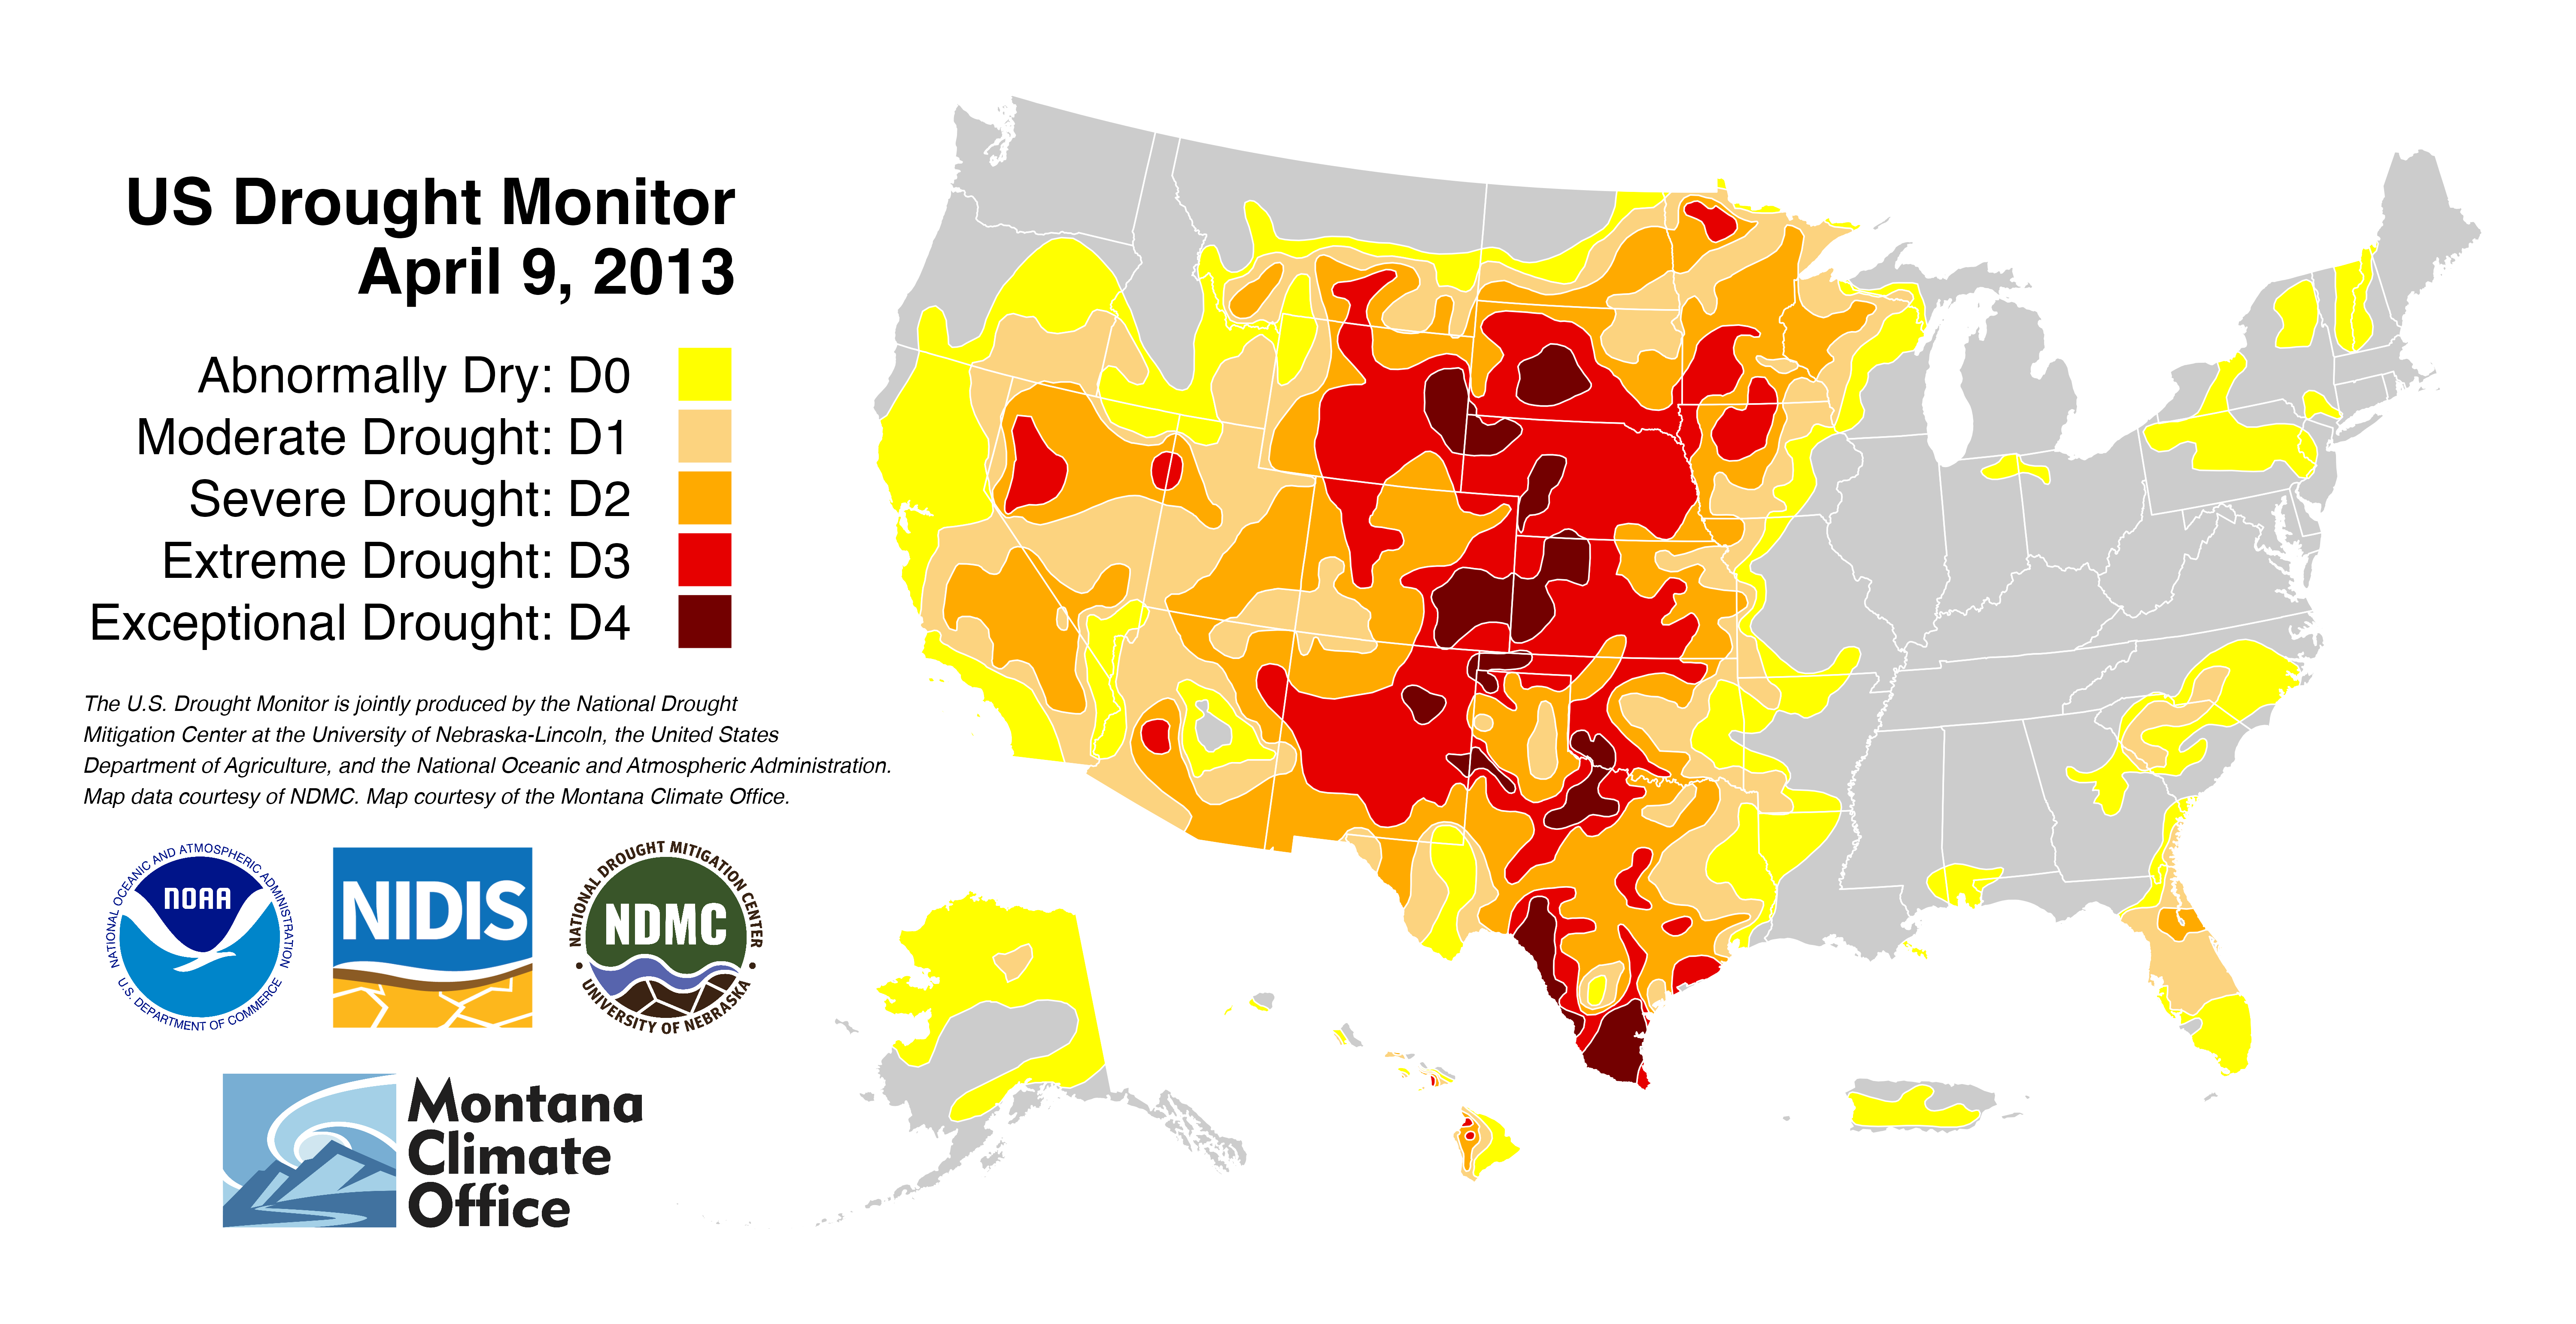 US Drought Monitor
April 9, 2013
Abnormally Dry: D0
Moderate Drought: D1
Severe Drought: D2
Extreme Drought: D3
Exceptional Drought: D4
The U.S. Drought Monitor is jointly produced by the National Drought
Mitigation Center at the University of Nebraska-Lincoln, the United States
Department of Agriculture, and the National Oceanic and Atmospheric Administration.
Map data courtesy of NDMC. Map courtesy of the Montana Climate Office.
NATIONAL OCEANIC AND ATMOSPHERIC ADMINISTRATION
NOAA
U.S. DEPARTMENT OF COMMERCE
NIDIS
NATIONAL DROUGHT MITIGATION CENTER
NDMC
UNIVERSITY OF NEBRASKA
Montana
Climate
Office